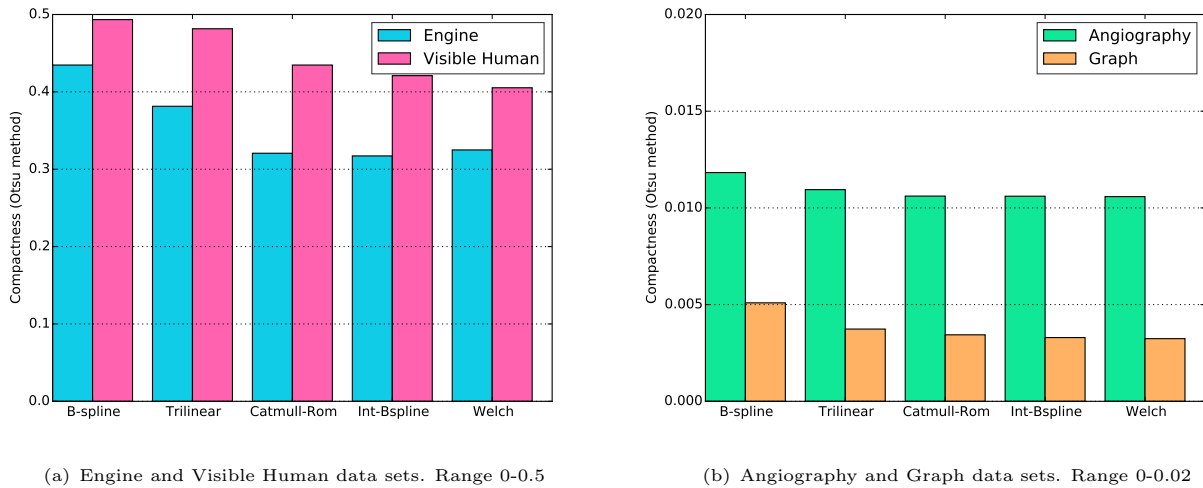 0.5
0.4
0.3
0.2
0.1
0.0
Compactness (Otsu method)
Engine
Visible Human
B-spline
Trilinear
Catmull-Rom
Int-Bspline
Welch
(a) Engine and Visible Human data sets. Range 0-0.5
0.020
0.015
0.010
0.005
0.000
Compactness (Otsu method)
Angiography
Graph
B-spline
Trilinear
Catmull-Rom
Int-Bspline
Welch
(b) Angiography and Graph data sets. Range 0-0.02